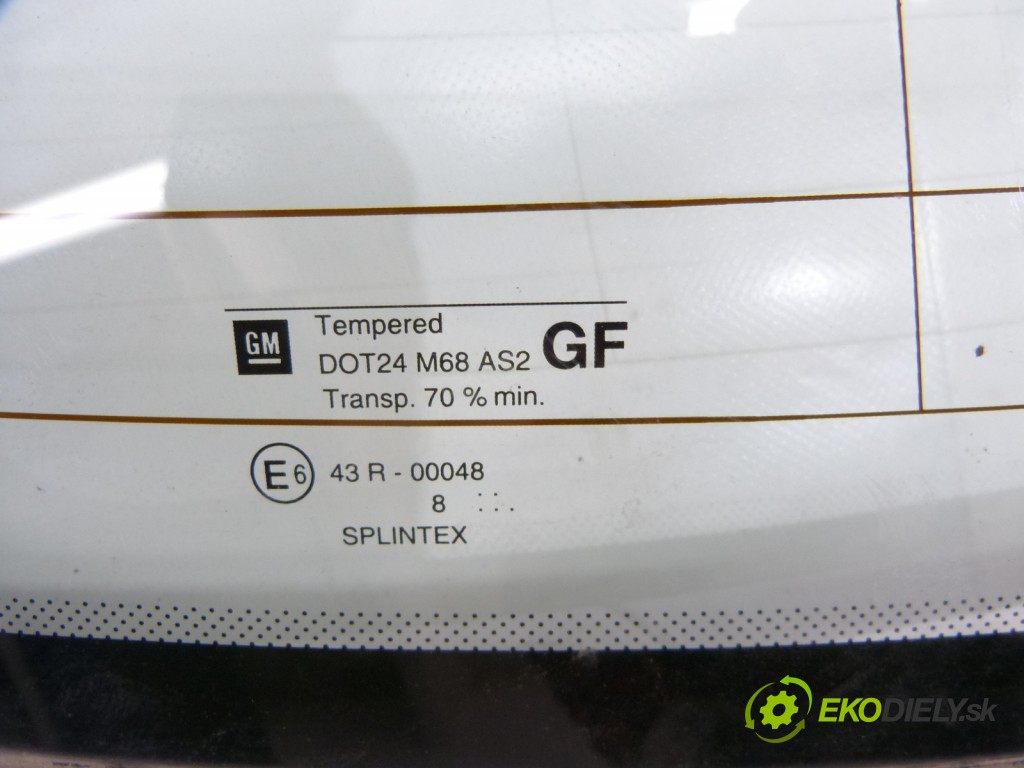 GM
Tempered
DOT24 M68 AS2 GF
Transp. 70 % min.
E6 43 R - 00048
8 :..
SPLINTEX
EKODIELY.sk